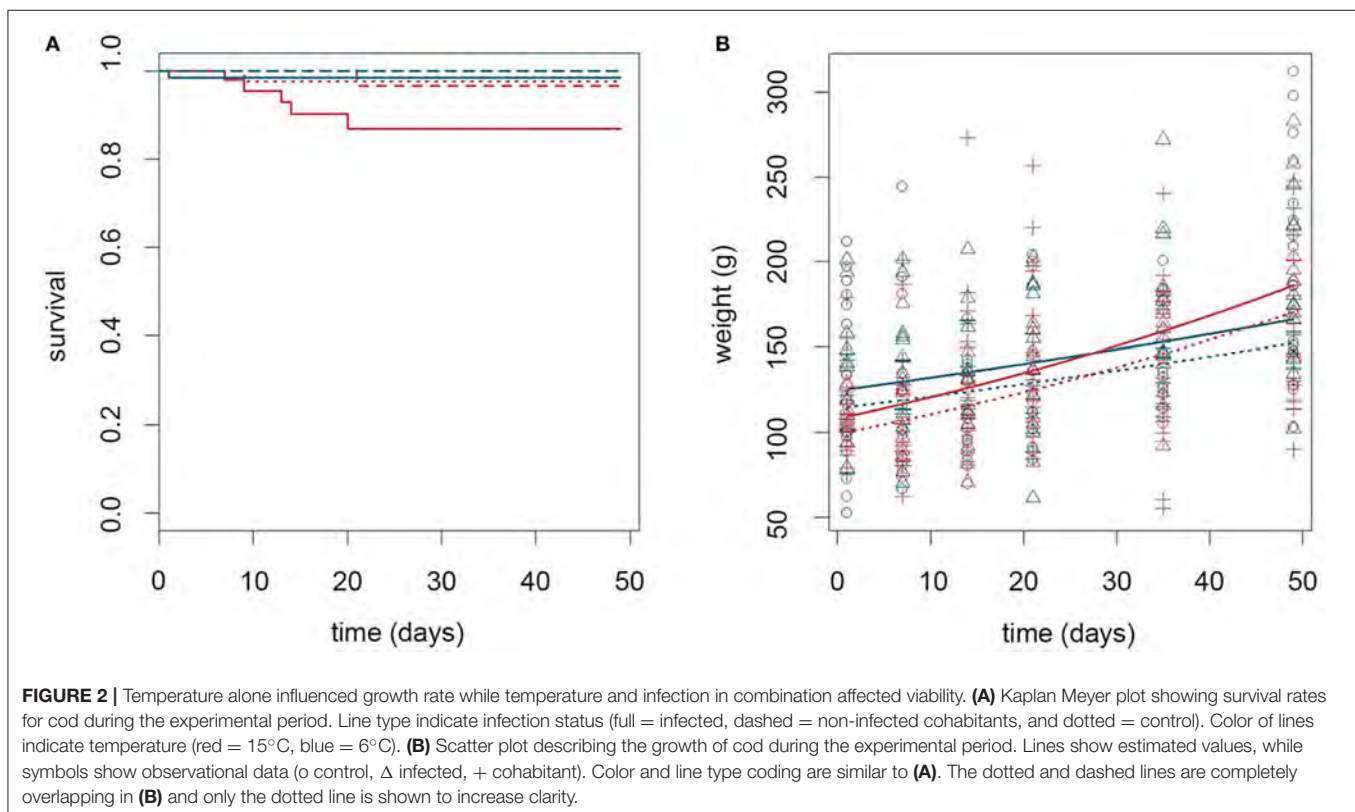 A
B
survival
0.0
0.2
0.4
0.6
0.8
1.0
0
10
20
30
40
50
time (days)
weight (g)
50
100
150
200
250
300
0
10
20
30
40
50
time (days)
FIGURE 2 | Temperature alone influenced growth rate while temperature and infection in combination affected viability. (A) Kaplan Meyer plot showing survival rates
for cod during the experimental period. Line type indicate infection status (full = infected, dashed = non-infected cohabitants, and dotted = control). Color of lines
indicate temperature (red = 15°C, blue = 6°C). (B) Scatter plot describing the growth of cod during the experimental period. Lines show estimated values, while
symbols show observational data (o control, Δ infected, + cohabitant). Color and line type coding are similar to (A). The dotted and dashed lines are completely
overlapping in (B) and only the dotted line is shown to increase clarity.